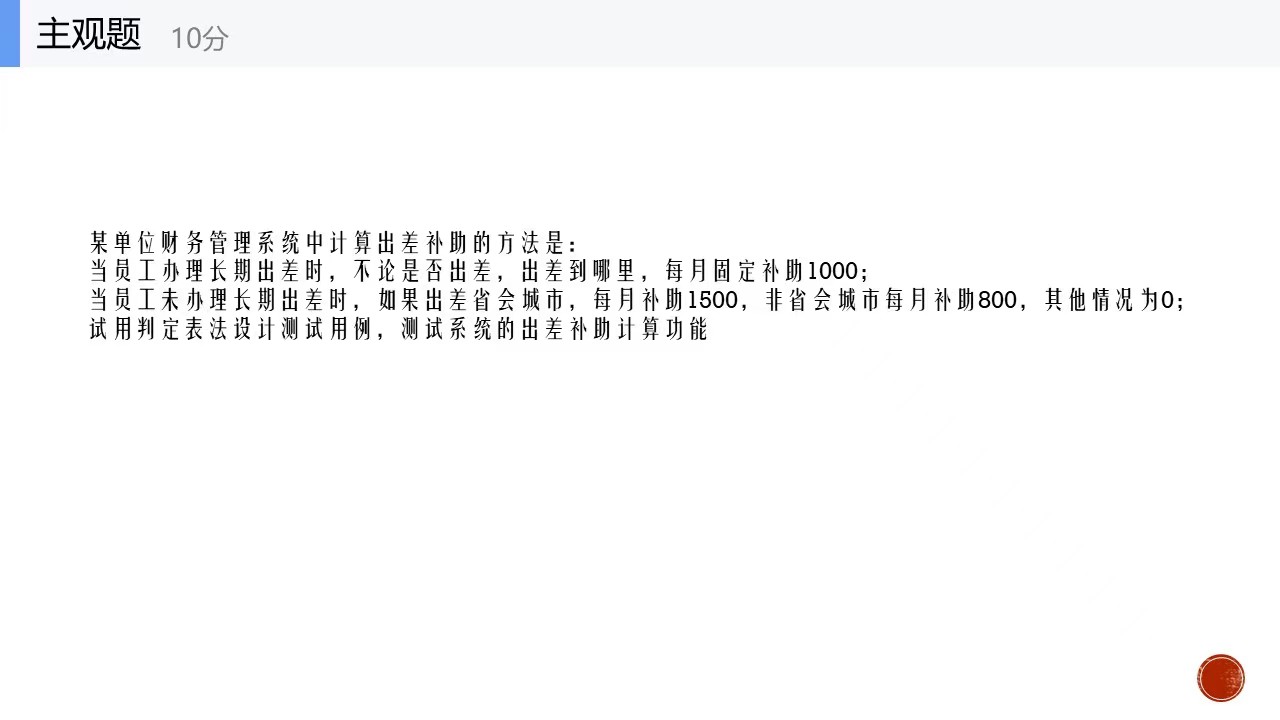 主观题 10分
某单位财务管理系统中计算出差补助的方法是：
当员工办理长期出差时，不论是否出差，出差到哪里，每月固定补助1000；
当员工未办理长期出差时，如果出差省会城市，每月补助1500，非省会城市每月补助800，其他情况为0；
试用判定表法设计测试用例，测试系统的出差补助计算功能